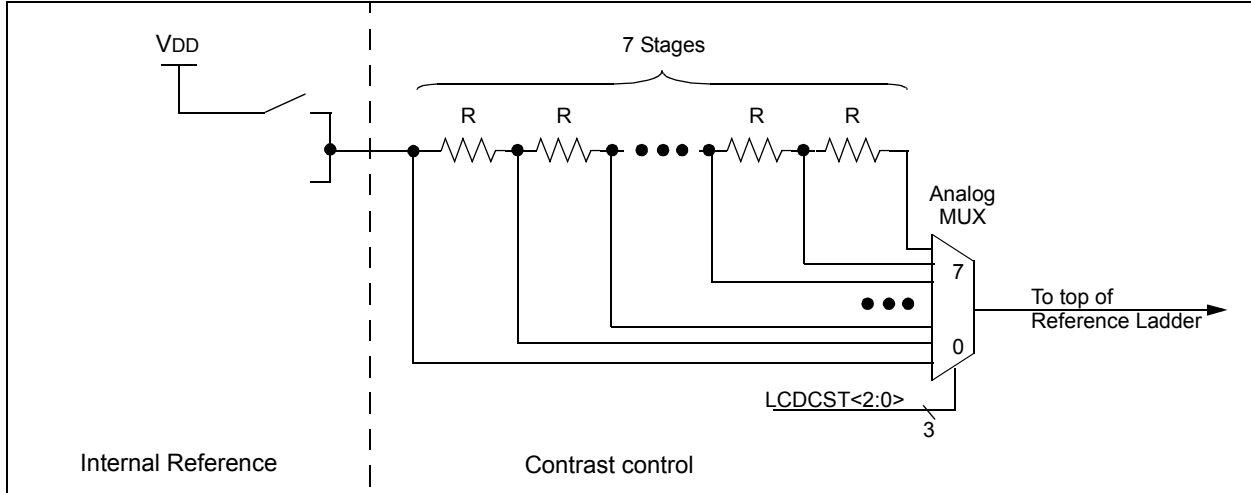 VDD
7 Stages
R R R R
Analog
MUX
7
0
To top of
Reference Ladder
LCDCST<2:0>
3
Internal Reference
Contrast control